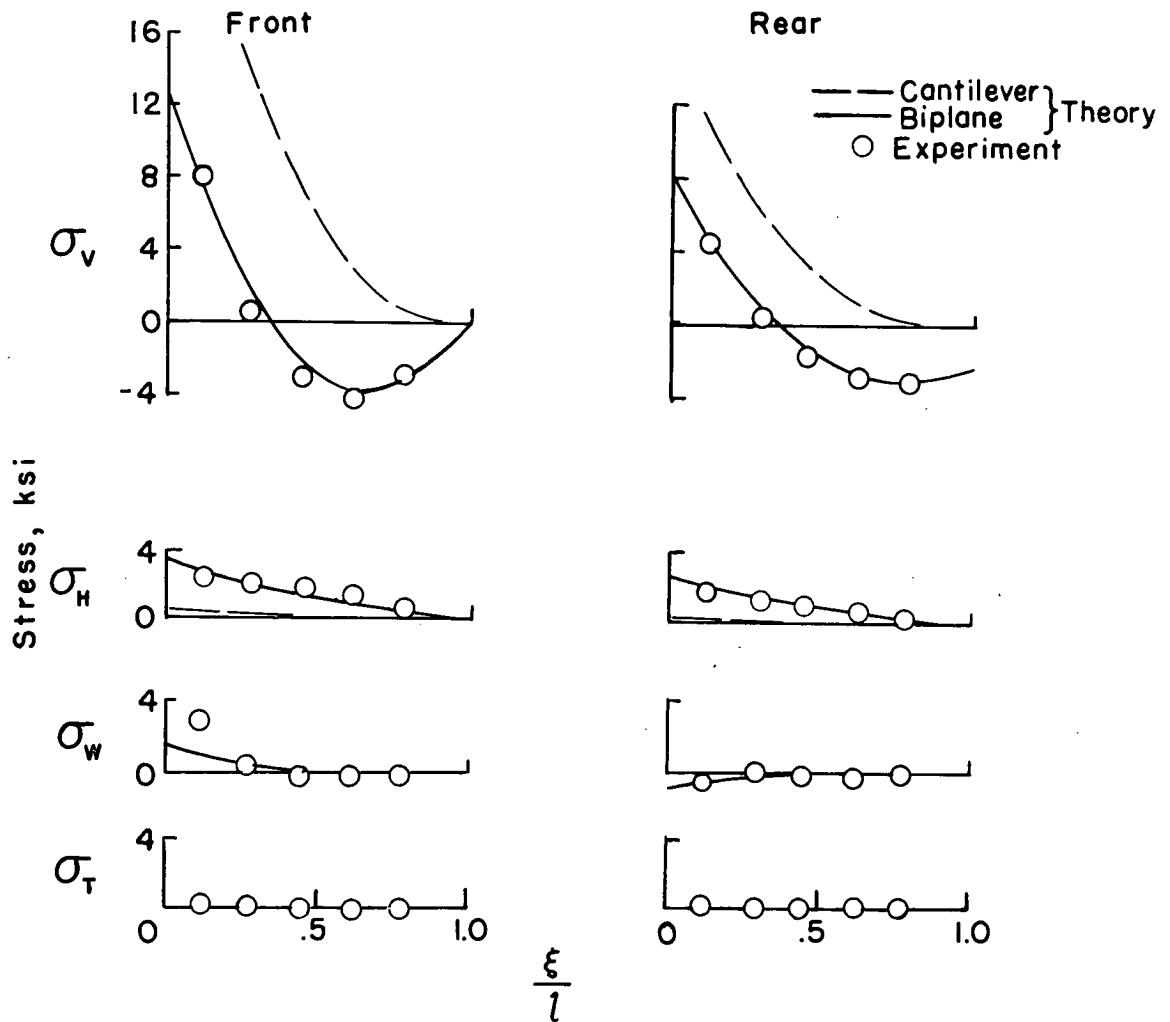 Front
Rear
16
12
8
4
0
-4
σV
Cantilever
Biplane
Theory
Experiment
Stress, ksi
4
0
σH
4
0
σW
4
σT
0
.5
1.0
0
.5
1.0
ξ
l